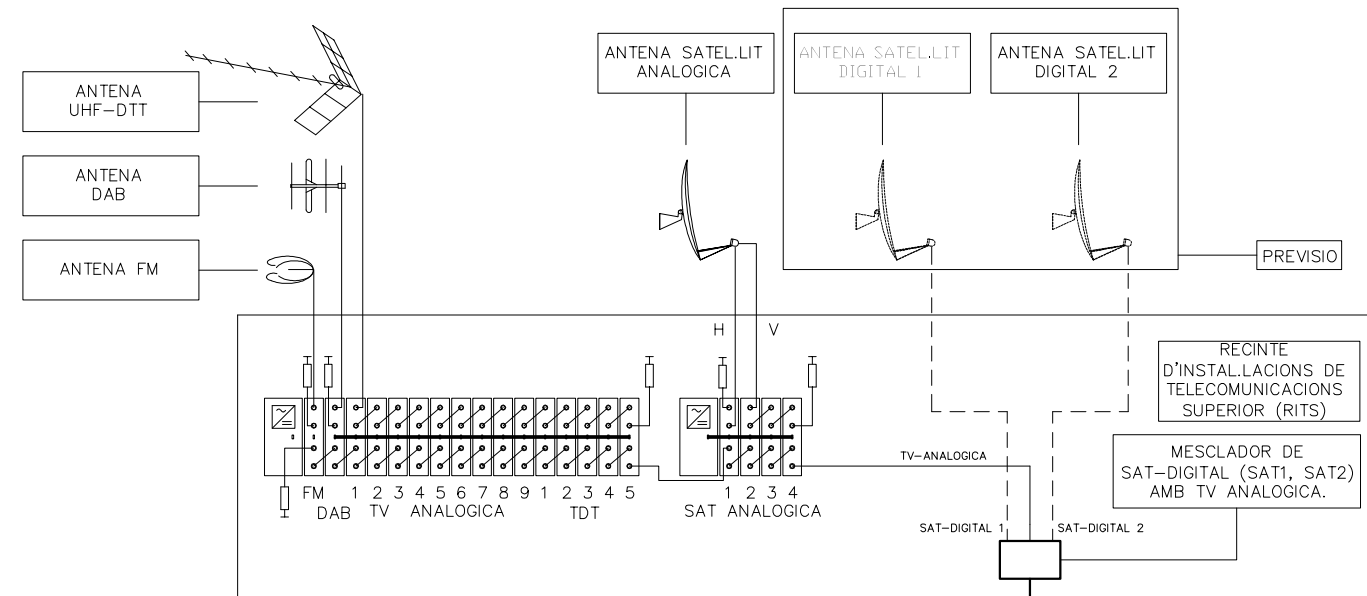 ANTENA
UHF-DTT
ANTENA
DAB
ANTENA FM
ANTENA SATEL.LIT
ANALOGICA
ANTENA SATEL.LIT
DIGITAL 1
ANTENA SATEL.LIT
DIGITAL 2
PREVISIO
H V
RECINTE
D'INSTAL.LACIONS DE
TELECOMUNICACIONS
SUPERIOR (RITS)
MESCLADOR DE
SAT-DIGITAL (SAT1, SAT2)
AMB TV ANALOGICA.
FM 1 2 3 4 5 6 7 8 9 1 2 3 4 5
DAB TV ANALOGICA TDT
1 2 3 4
SAT ANALOGICA
TV-ANALOGICA
SAT-DIGITAL 1
SAT-DIGITAL 2